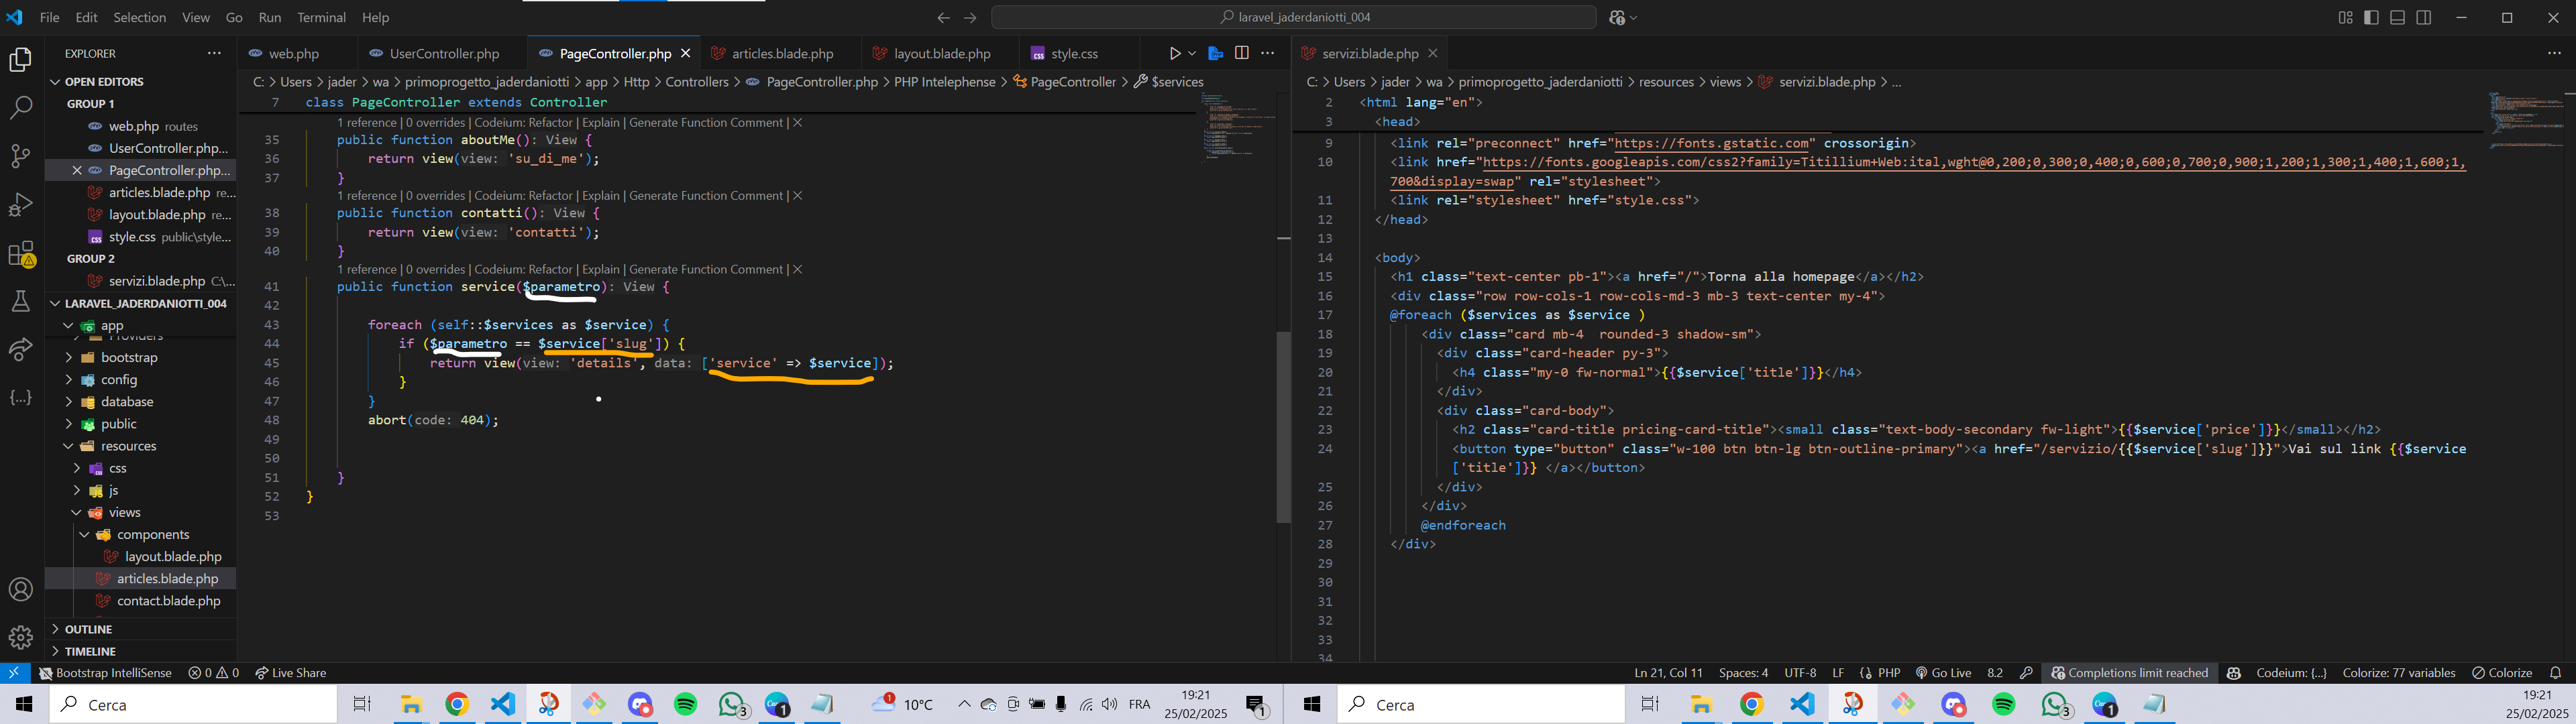 File Edit Selection View Go Run Terminal Help
laravel_jaderdaniotti_004
EXPLORER
OPEN EDITORS
GROUP 1
web.php routes
UserController.php...
PageController.php...
articles.blade.php re...
layout.blade.php re...
style.css public\style...
GROUP 2
servizi.blade.php C:\...
LARAVEL_JADERDANIOTTI_004
app
Providers
bootstrap
config
database
public
resources
css
js
views
components
layout.blade.php
articles.blade.php
contact.blade.php
OUTLINE
TIMELINE
web.php UserController.php PageController.php articles.blade.php layout.blade.php style.css
C: > Users > jader > wa > primoprogetto_jaderdaniotti > app > Http > Controllers > PageController.php > PHP Intelephense > PageController > $services
7 class PageController extends Controller
1 reference | 0 overrides | Codeium: Refactor | Explain | Generate Function Comment | X
35 public function aboutMe(): View {
36 return view(view: 'su_di_me');
37 }
1 reference | 0 overrides | Codeium: Refactor | Explain | Generate Function Comment | X
38 public function contatti(): View {
39 return view(view: 'contatti');
40 }
1 reference | 0 overrides | Codeium: Refactor | Explain | Generate Function Comment | X
41 public function service($parametro): View {
42
43 foreach (self::$services as $service) {
44 if ($parametro == $service['slug']) {
45 return view(view: 'details', data: ['service' => $service]);
46 }
47 }
48 abort(code: 404);
49
50
51 }
52 }
53
servizi.blade.php
C: > Users > jader > wa > primoprogetto_jaderdaniotti > resources > views > servizi.blade.php > ...
2 <html lang="en">
3 <head>
9 <link rel="preconnect" href="https://fonts.gstatic.com" crossorigin>
10 <link href="https://fonts.googleapis.com/css2?family=Titillium+Web:ital,wght@0,200;0,300;0,400;0,600;0,700;0,900;1,200;1,300;1,400;1,600;1,
700&display=swap" rel="stylesheet">
11 <link rel="stylesheet" href="style.css">
12 </head>
13
14 <body>
15 <h1 class="text-center pb-1"><a href="/">Torna alla homepage</a></h2>
16 <div class="row row-cols-1 row-cols-md-3 mb-3 text-center my-4">
17 @foreach ($services as $service )
18 <div class="card mb-4 rounded-3 shadow-sm">
19 <div class="card-header py-3">
20 <h4 class="my-0 fw-normal">{{$service['title']}}</h4>
21 </div>
22 <div class="card-body">
23 <h2 class="card-title pricing-card-title"><small class="text-body-secondary fw-light">{{$service['price']}}</small></h2>
24 <button type="button" class="w-100 btn btn-lg btn-outline-primary"><a href="/servizio/{{$service['slug']}}">Vai sul link {{$service
['title']}} </a></button>
25 </div>
26 </div>
27 @endforeach
28 </div>
29
30
31
32
33
34
Bootstrap IntelliSense 0 0 Live Share
Ln 21, Col 11 Spaces: 4 UTF-8 LF PHP Go Live 8.2 Completions limit reached Codeium: {...} Colorize: 77 variables Colorize
Cerca 3 1 1 10°C FRA 19:21 25/02/2025 1
Cerca 3 1 19:21 25/02/2025